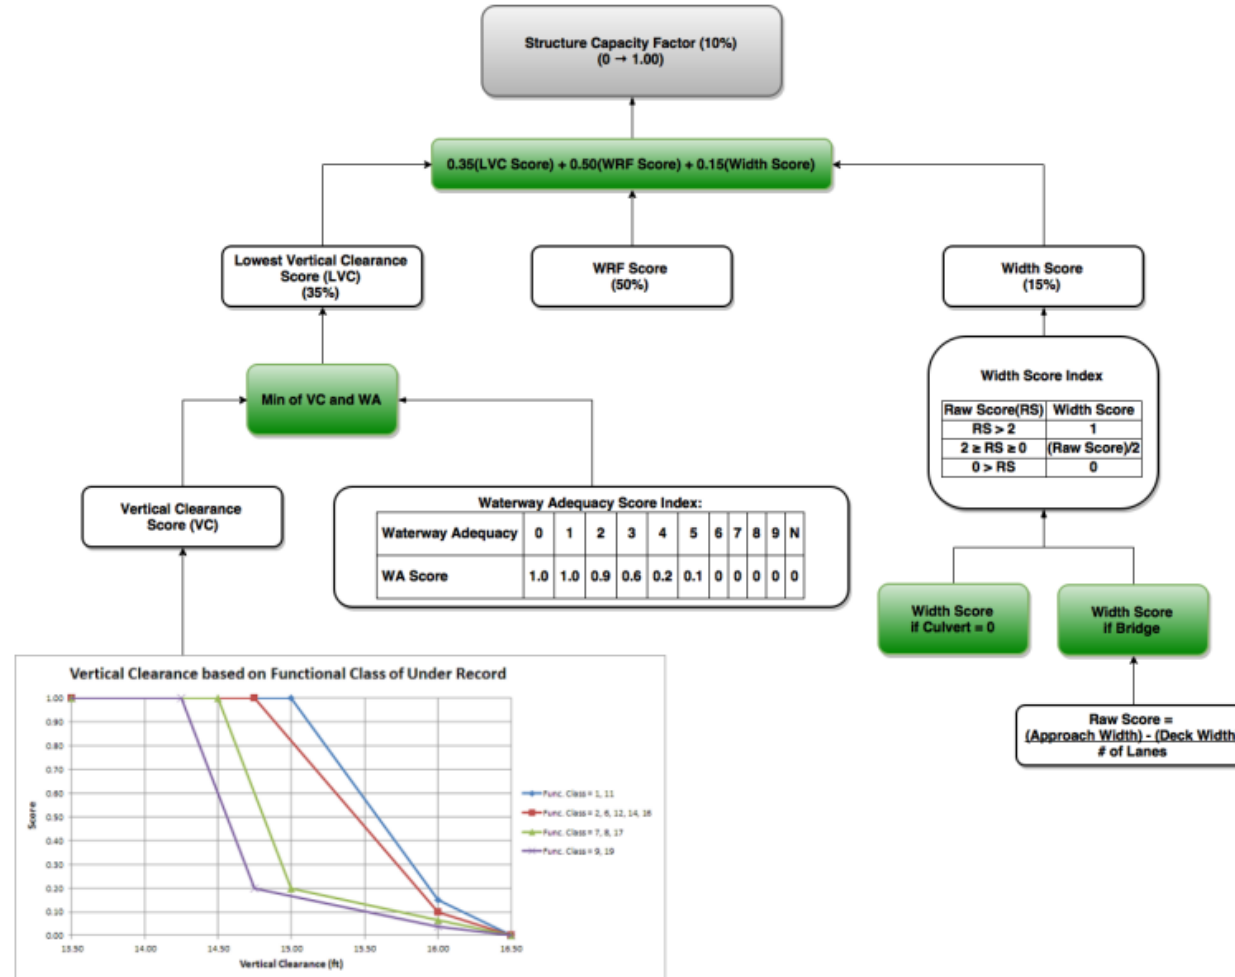 Structure Capacity Factor (10%)
(0 → 1.00)
0.35(LVC Score) + 0.50(WRF Score) + 0.15(Width Score)
Lowest Vertical Clearance
Score (LVC)
(35%)
WRF Score
(50%)
Width Score
(15%)
Min of VC and WA
Width Score Index
Raw Score(RS) Width Score
RS > 2 1
2 ≥ RS ≥ 0 (Raw Score)/2
0 > RS 0
Vertical Clearance
Score (VC)
Waterway Adequacy Score Index:
Waterway Adequacy 0 1 2 3 4 5 6 7 8 9 N
WA Score 1.0 1.0 0.9 0.6 0.2 0.1 0 0 0 0 0
Width Score
if Culvert = 0
Width Score
if Bridge
Raw Score =
(Approach Width) - (Deck Width
# of Lanes
Vertical Clearance based on Functional Class of Under Record
1.00
0.90
0.80
0.70
0.60
0.50
0.40
0.30
0.20
0.10
0.00
Score
13.50 14.00 14.50 15.00 15.50 16.00 16.50
Vertical Clearance (ft)
Func. Class = 1, 11
Func. Class = 2, 6, 12, 14, 16
Func. Class = 7, 8, 17
Func. Class = 9, 19